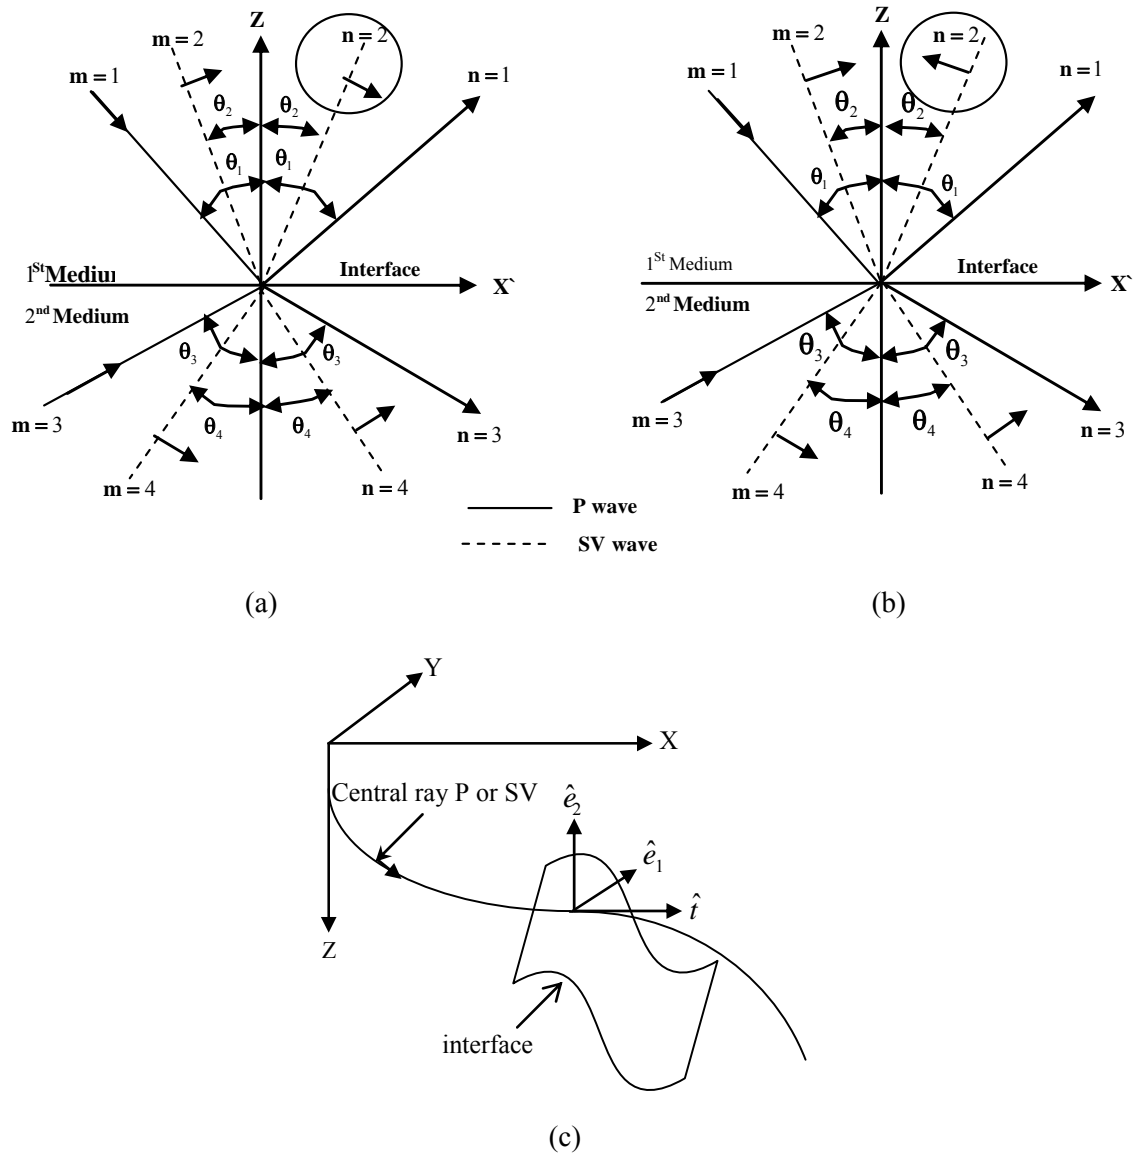 Z
m = 2
n = 2
m = 1
n = 1
θ2
θ2
θ1
θ1
1St Mediu
Interface
X`
2nd Medium
θ3
θ3
m = 3
θ4
θ4
n = 3
m = 4
n = 4
(a)
Z
m = 2
n = 2
m = 1
n = 1
θ2
θ2
θ1
θ1
1St Medium
Interface
X`
2nd Medium
θ3
θ3
m = 3
θ4
θ4
n = 3
m = 4
n = 4
(b)
P wave
SV wave
Y
X
Central ray P or SV
ê2
ê1
t̂
Z
interface
(c)